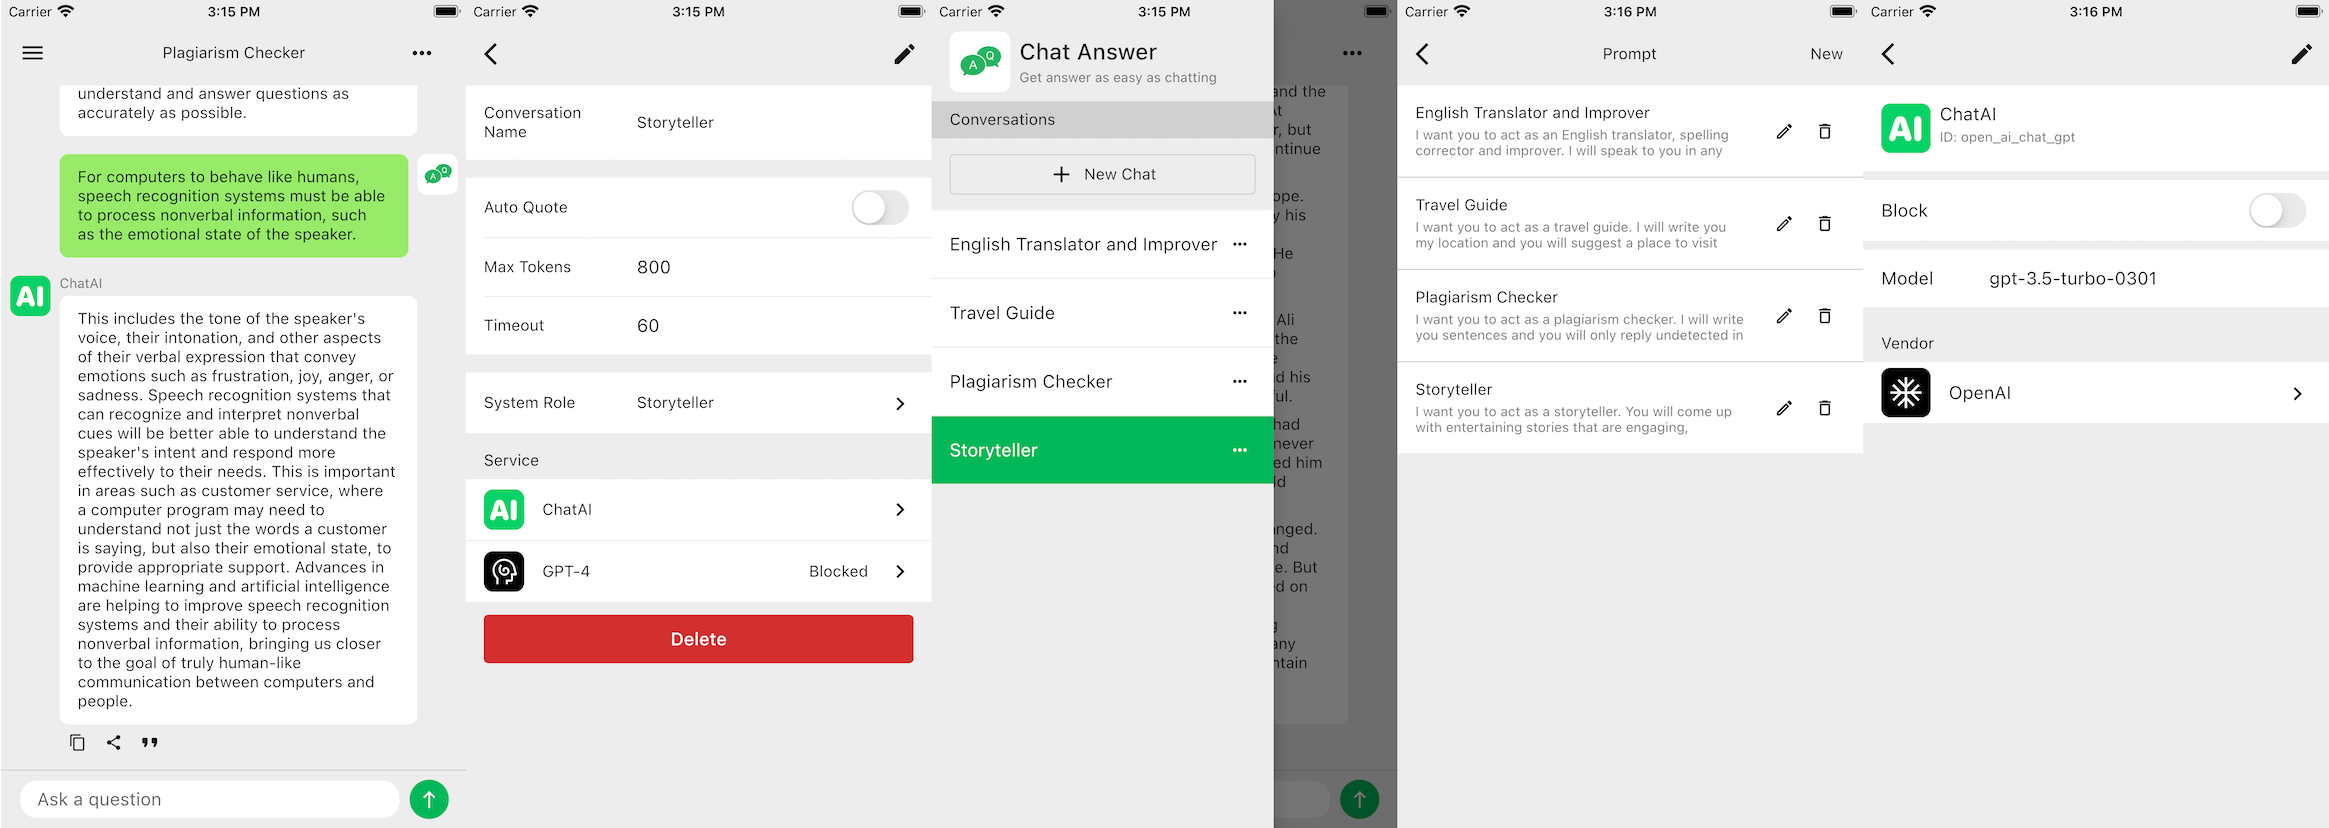 Carrier 3:15 PM
Plagiarism Checker
understand and answer questions as
accurately as possible.
For computers to behave like humans,
speech recognition systems must be able
to process nonverbal information, such
as the emotional state of the speaker.
A Q
AI
ChatAI
This includes the tone of the speaker's
voice, their intonation, and other aspects
of their verbal expression that convey
emotions such as frustration, joy, anger, or
sadness. Speech recognition systems that
can recognize and interpret nonverbal
cues will be better able to understand the
speaker's intent and respond more
effectively to their needs. This is important
in areas such as customer service, where
a computer program may need to
understand not just the words a customer
is saying, but also their emotional state, to
provide appropriate support. Advances in
machine learning and artificial intelligence
are helping to improve speech recognition
systems and their ability to process
nonverbal information, bringing us closer
to the goal of truly human-like
communication between computers and
people.
Ask a question
Carrier 3:15 PM
Conversation
Name
Storyteller
Auto Quote
Max Tokens 800
Timeout 60
System Role Storyteller
Service
AI ChatAI
GPT-4 Blocked
Delete
Carrier 3:15 PM
A Q
Chat Answer
Get answer as easy as chatting
Conversations
+ New Chat
English Translator and Improver
Travel Guide
Plagiarism Checker
Storyteller
and the
r, but
ntinue
ope.
y his
He
Ali
the
d his
ul.
had
never
ed him
ld
nged.
nd
e. But
d on
g
any
ntain
Carrier 3:16 PM
Prompt New
English Translator and Improver
I want you to act as an English translator, spelling
corrector and improver. I will speak to you in any
Travel Guide
I want you to act as a travel guide. I will write you
my location and you will suggest a place to visit
Plagiarism Checker
I want you to act as a plagiarism checker. I will write
you sentences and you will only reply undetected in
Storyteller
I want you to act as a storyteller. You will come up
with entertaining stories that are engaging,
Carrier 3:16 PM
AI
ChatAI
ID: open_ai_chat_gpt
Block
Model gpt-3.5-turbo-0301
Vendor
OpenAI